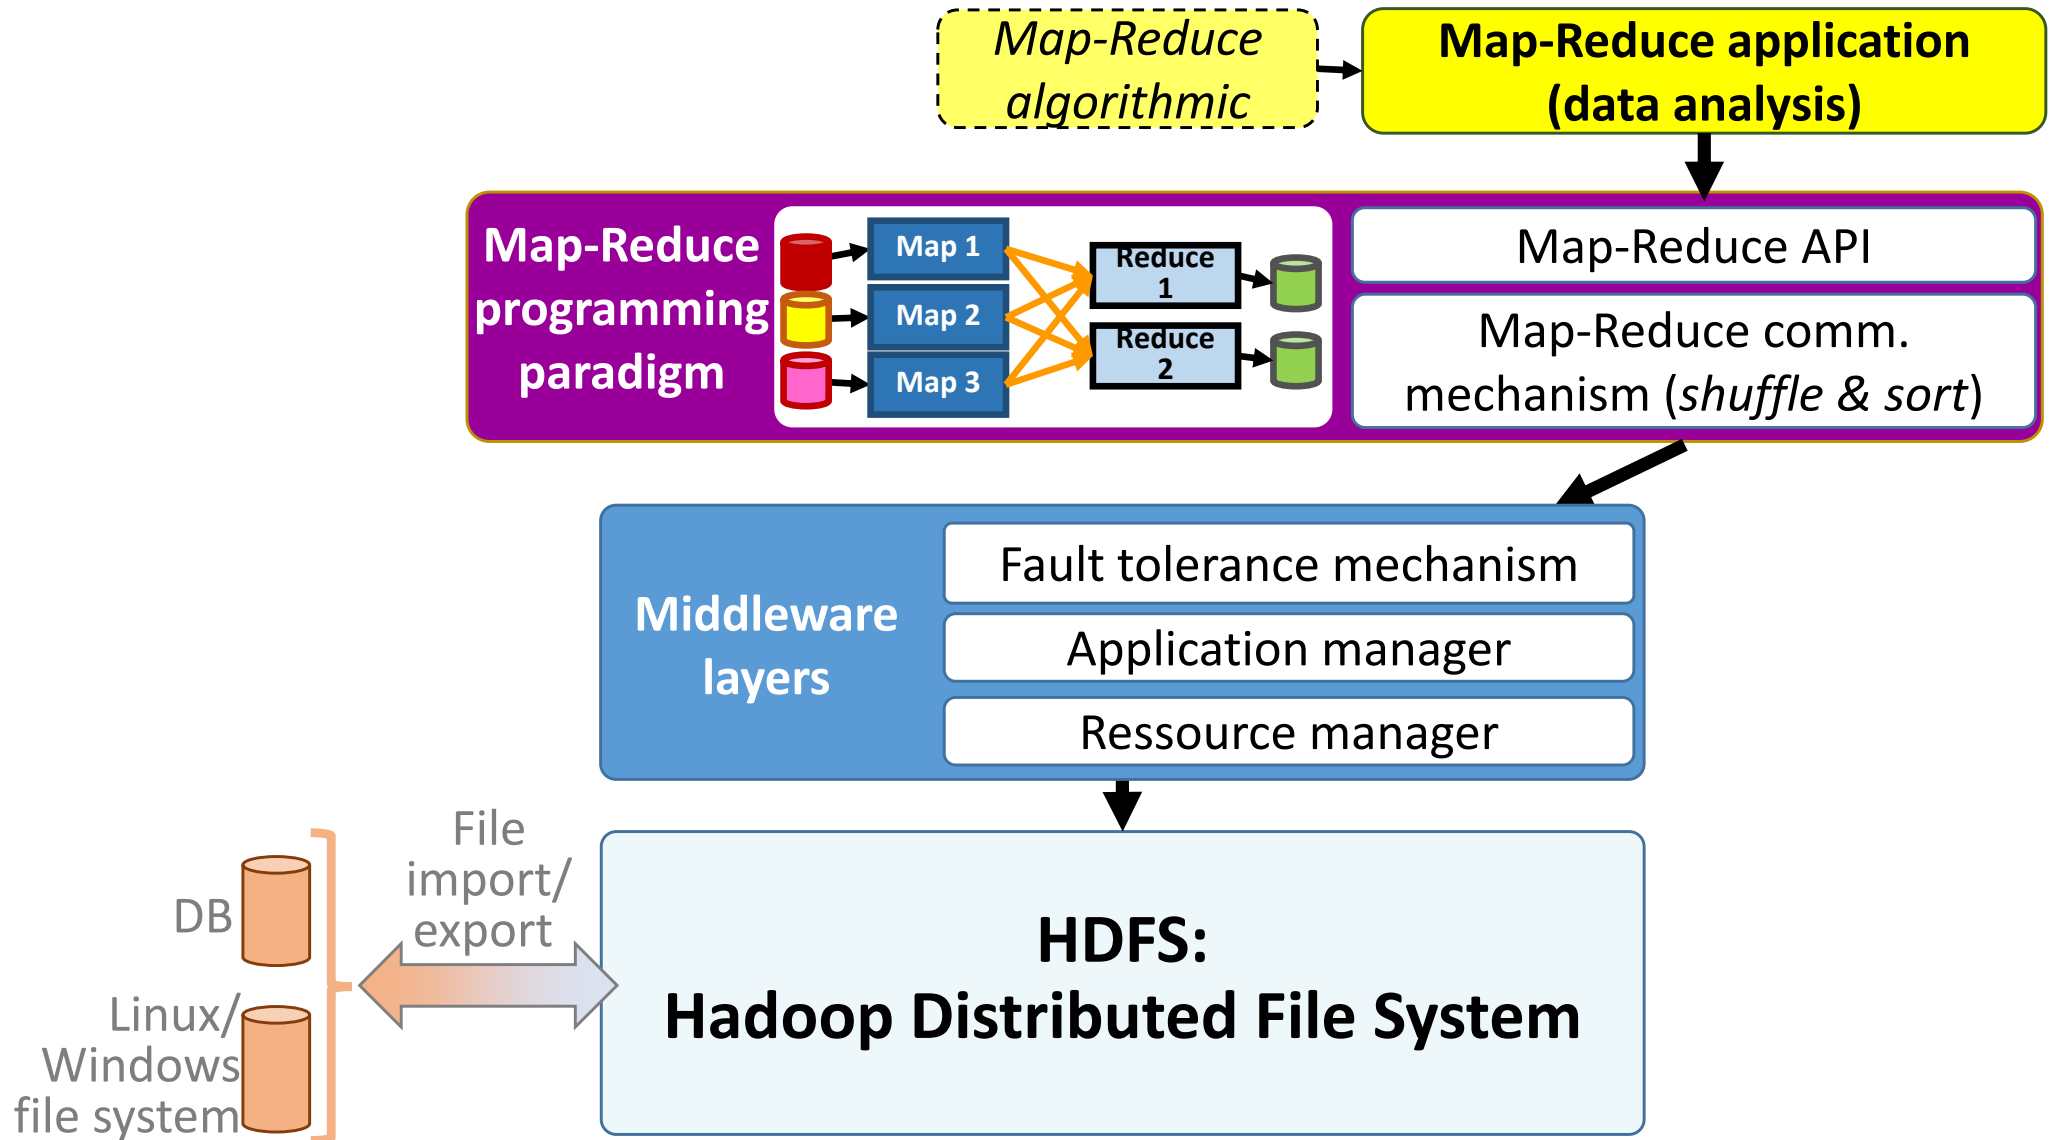 Map-Reduce
algorithmic
Map-Reduce application
(data analysis)
Map-Reduce
programming
paradigm
Map 1
Map 2
Map 3
Reduce
1
Reduce
2
Map-Reduce API
Map-Reduce comm.
mechanism (shuffle & sort)
Middleware
layers
Fault tolerance mechanism
Application manager
Ressource manager
File
import/
export
DB
Linux/
Windows
file system
HDFS:
Hadoop Distributed File System